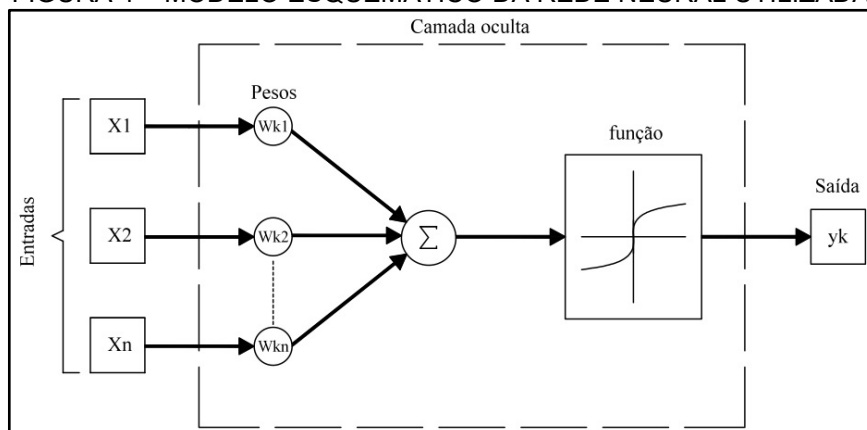 FIGURA 1 - MODELO ESQUEMÁTICO DA REDE NEURAL UTILIZADA
Camada oculta
Pesos
X1
Wk1
função
Saída
Entradas
X2
Wk2
Σ
yk
Xn
Wkn